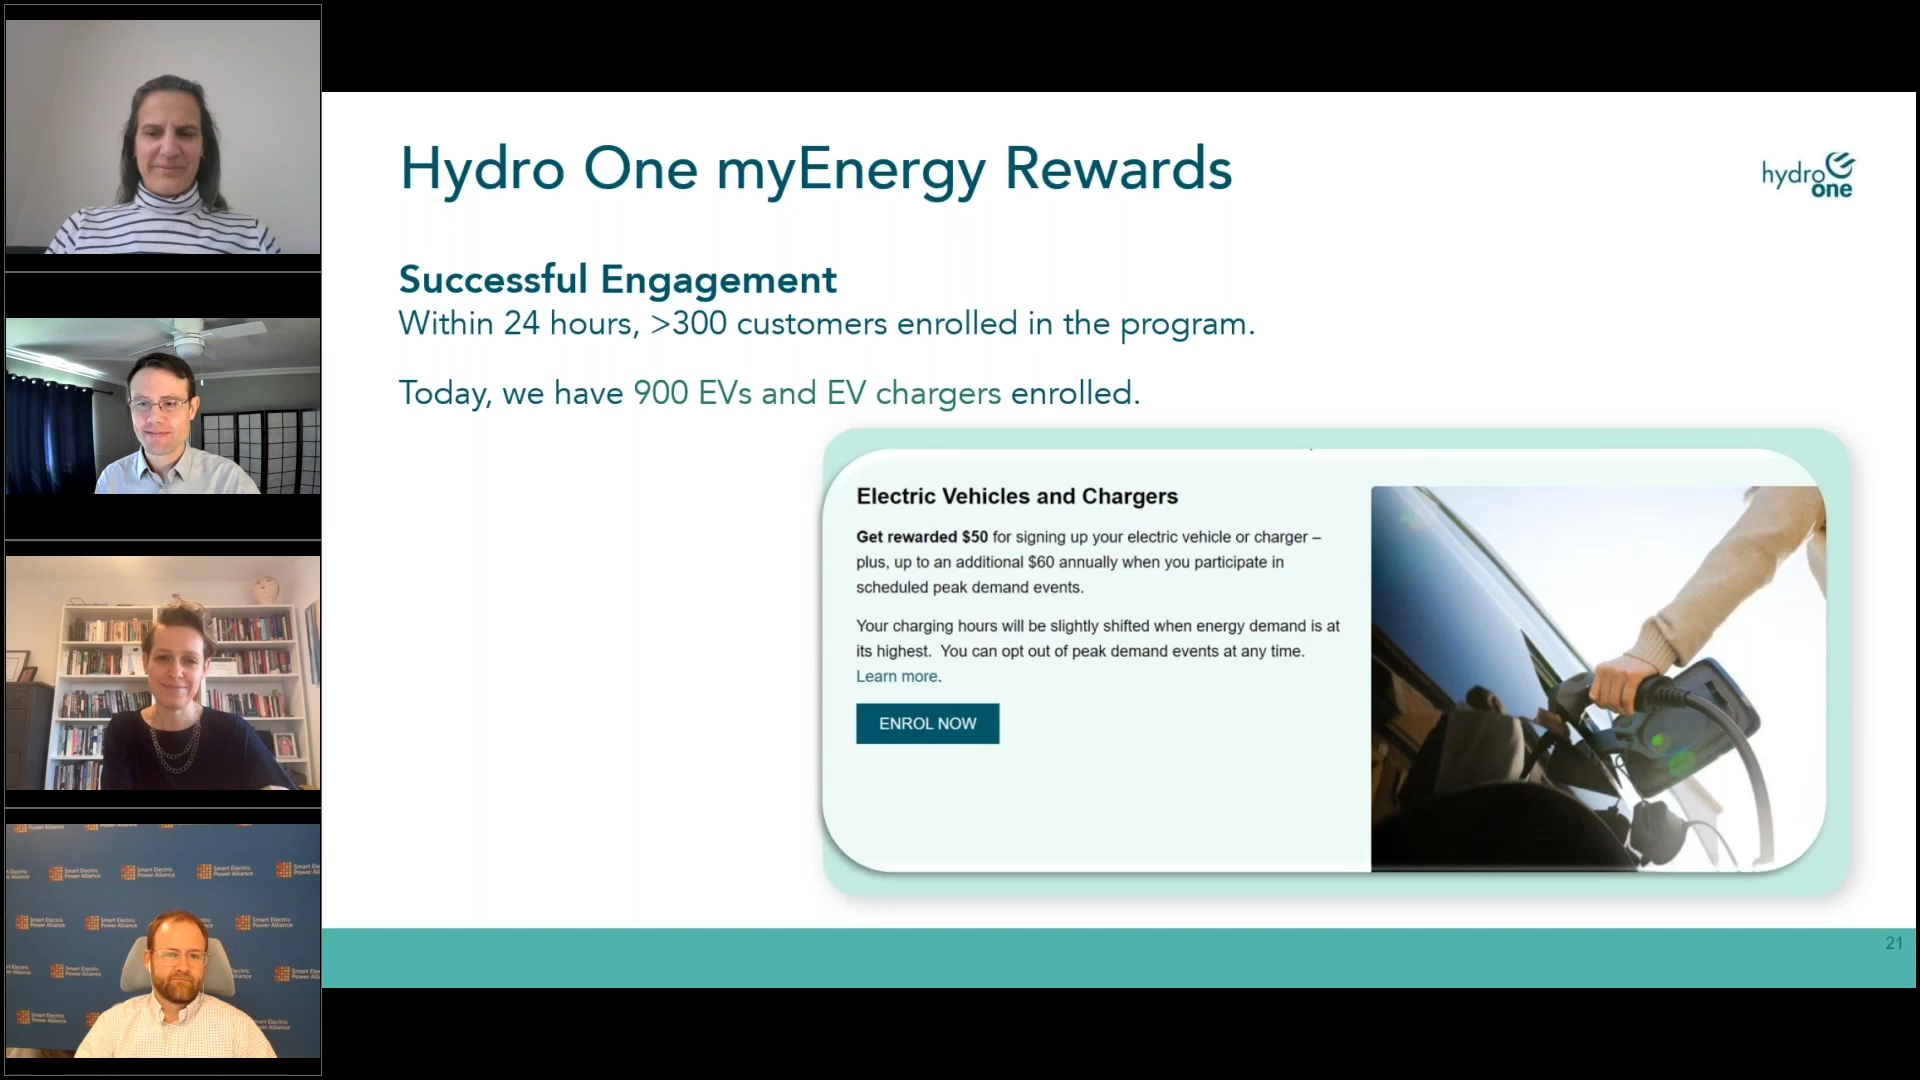 Hydro One myEnergy Rewards
hydro
one
Successful Engagement
Within 24 hours, >300 customers enrolled in the program.
Today, we have 900 EVs and EV chargers enrolled.
Electric Vehicles and Chargers
Get rewarded $50 for signing up your electric vehicle or charger –
plus, up to an additional $60 annually when you participate in
scheduled peak demand events.
Your charging hours will be slightly shifted when energy demand is at
its highest.  You can opt out of peak demand events at any time.
Learn more.
ENROL NOW
21
Smart Electric
Power Alliance